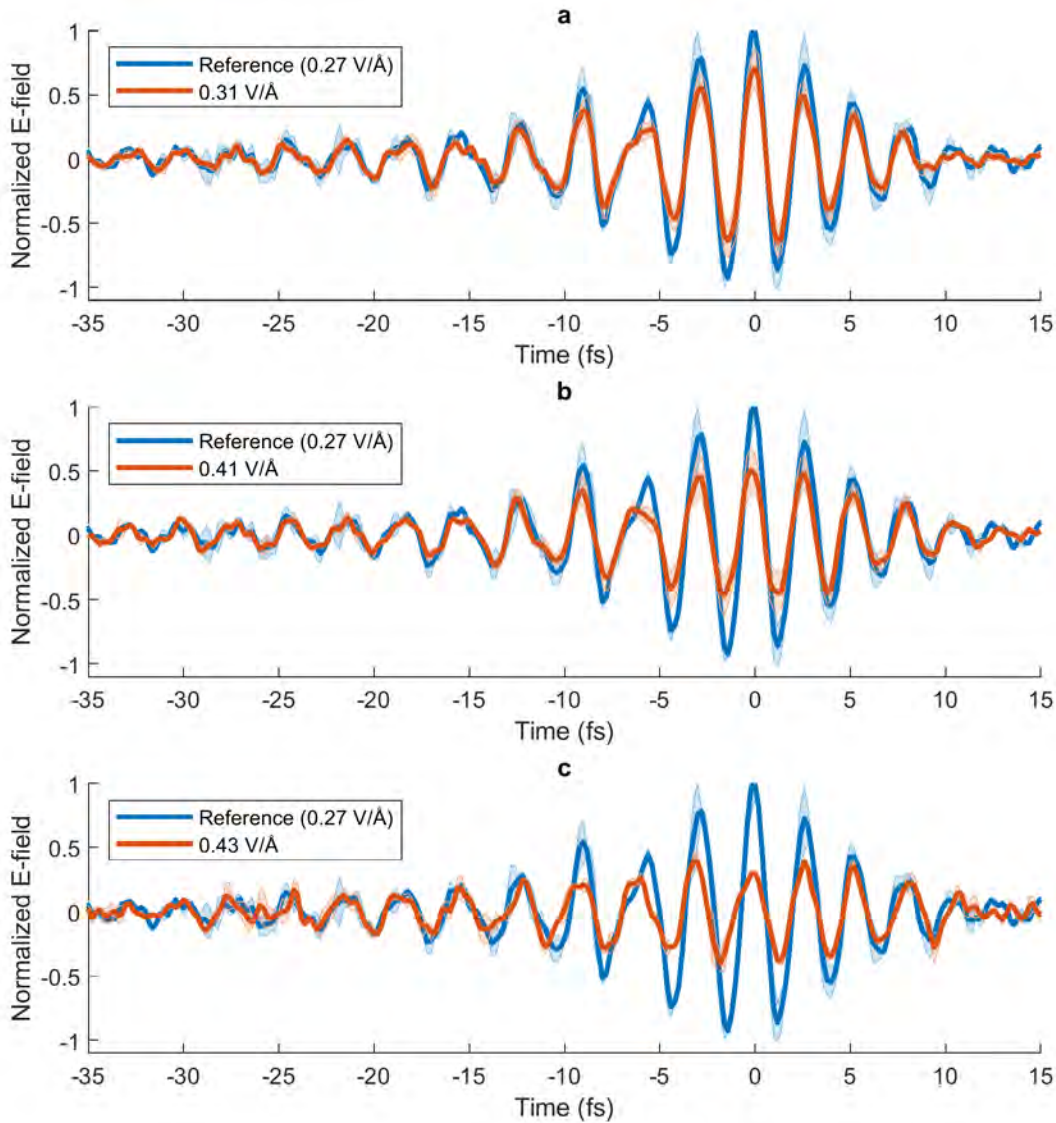 a
Reference (0.27 V/Å)
0.31 V/Å
Normalized E-field
1
0.5
0
-0.5
-1
-35 -30 -25 -20 -15 -10 -5 0 5 10 15
Time (fs)
b
Reference (0.27 V/Å)
0.41 V/Å
Normalized E-field
1
0.5
0
-0.5
-1
-35 -30 -25 -20 -15 -10 -5 0 5 10 15
Time (fs)
c
Reference (0.27 V/Å)
0.43 V/Å
Normalized E-field
1
0.5
0
-0.5
-1
-35 -30 -25 -20 -15 -10 -5 0 5 10 15
Time (fs)